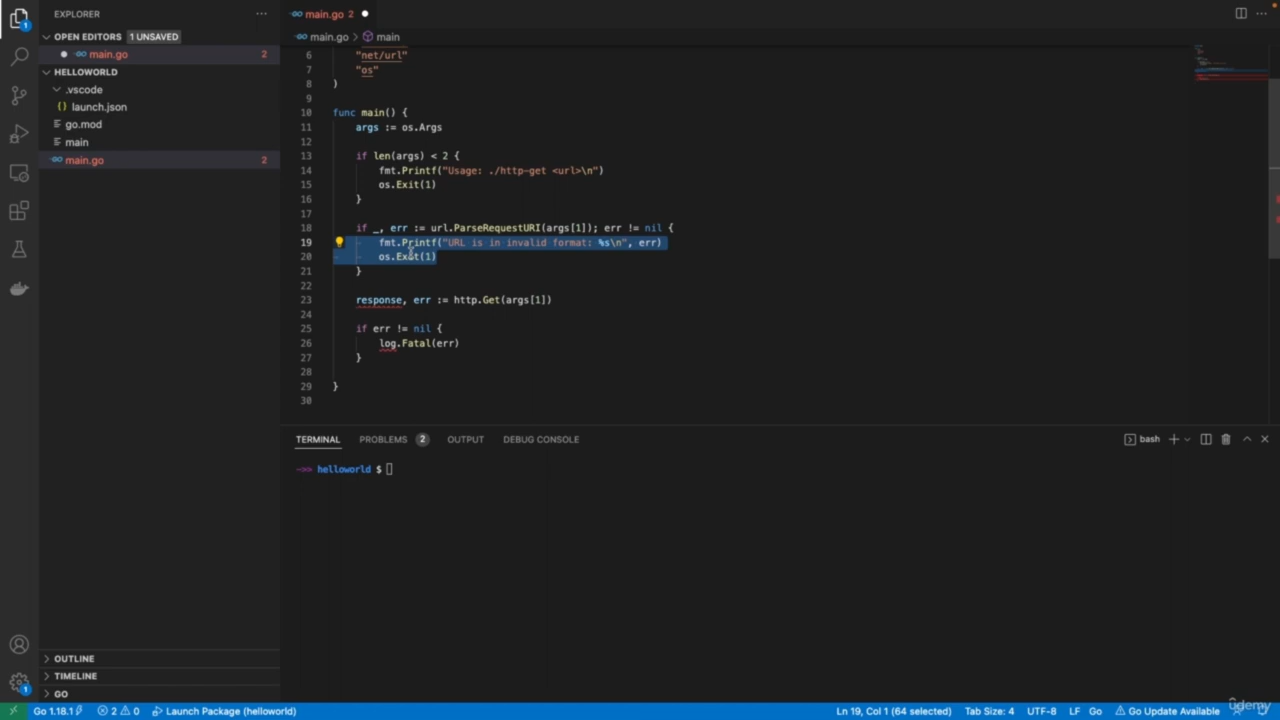 EXPLORER
OPEN EDITORS 1 UNSAVED
main.go 2
HELLOWORLD
.vscode
launch.json
go.mod
main
main.go 2
OUTLINE
TIMELINE
GO
main.go 2
main.go > main
6 "net/url"
7 "os"
8 )
9
10 func main() {
11 args := os.Args
12
13 if len(args) < 2 {
14 fmt.Printf("Usage: ./http-get <url>\n")
15 os.Exit(1)
16 }
17
18 if _, err := url.ParseRequestURI(args[1]); err != nil {
19 fmt.Printf("URL is in invalid format: %s\n", err)
20 os.Exit(1)
21 }
22
23 response, err := http.Get(args[1])
24
25 if err != nil {
26 log.Fatal(err)
27 }
28
29 }
30
TERMINAL PROBLEMS 2 OUTPUT DEBUG CONSOLE bash
->> helloworld $
1
1
Go 1.18.1 2 0 Launch Package (helloworld) Ln 19, Col 1 (64 selected) Tab Size: 4 UTF-8 LF Go Go Update Available
udemy